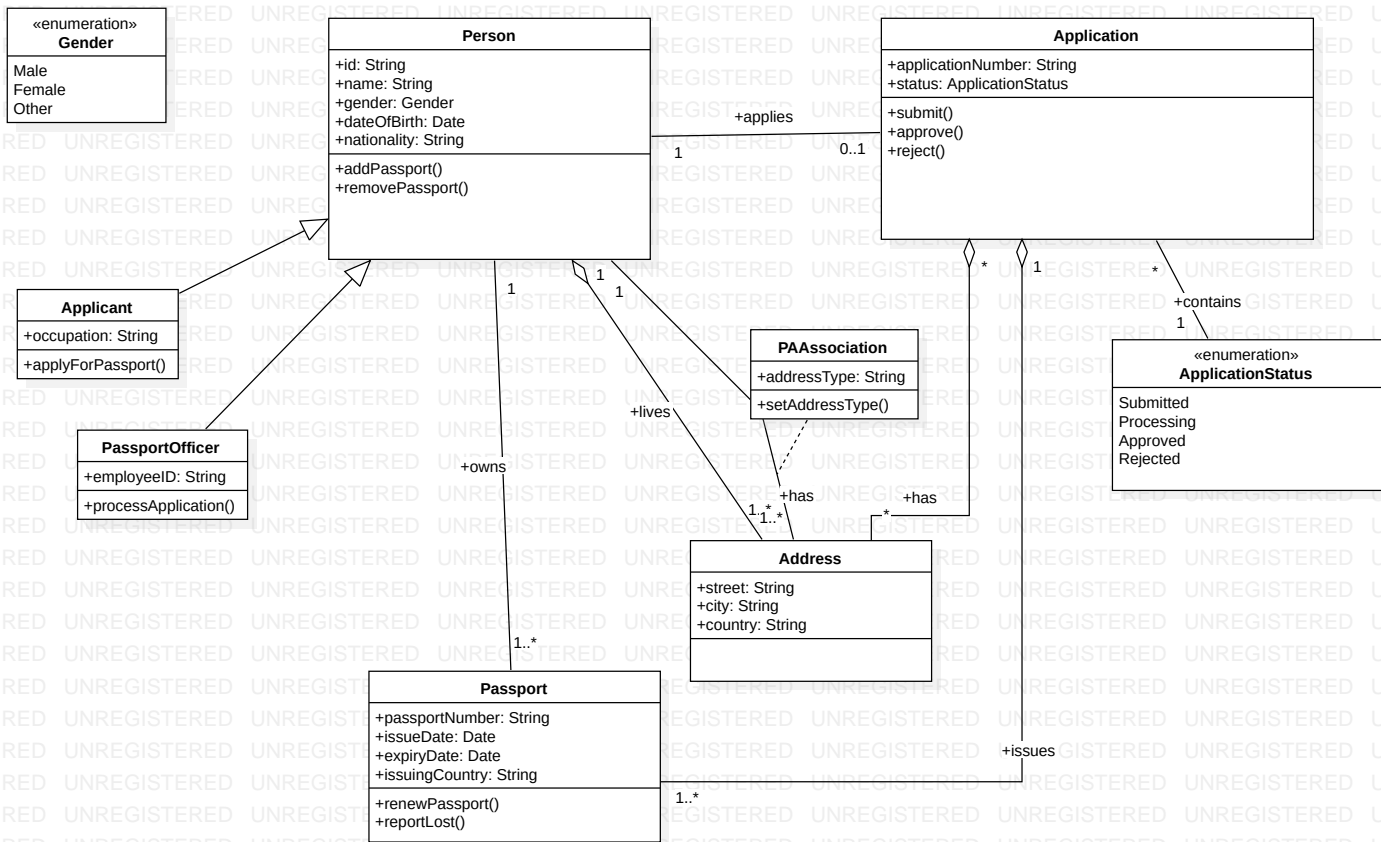 «enumeration»
Gender
Male
Female
Other
Person
+id: String
+name: String
+gender: Gender
+dateOfBirth: Date
+nationality: String
+addPassport()
+removePassport()
+applies
1
0..1
Application
+applicationNumber: String
+status: ApplicationStatus
+submit()
+approve()
+reject()
Applicant
+occupation: String
+applyForPassport()
PassportOfficer
+employeeID: String
+processApplication()
1
1
1
*
1
*
+contains
1
PAAssociation
+addressType: String
+setAddressType()
«enumeration»
ApplicationStatus
Submitted
Processing
Approved
Rejected
+lives
+owns
+has
+has
1..*
1..*
*
Address
+street: String
+city: String
+country: String
1..*
Passport
+passportNumber: String
+issueDate: Date
+expiryDate: Date
+issuingCountry: String
+renewPassport()
+reportLost()
+issues
1..*
UNREGISTERED